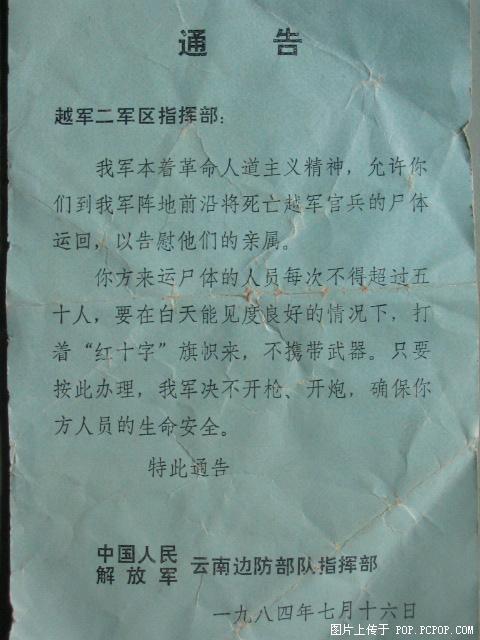 通 告
越军二军区指挥部：
我军本着革命人道主义精神，允许你
们到我军阵地前沿将死亡越军官兵的尸体
运回，以告慰他们的亲属。
你方来运尸体的人员每次不得超过五
十人，要在白天能见度良好的情况下，打
着“红十字”旗帜来，不携带武器。只要
按此办理，我军决不开枪、开炮，确保你
方人员的生命安全。
特此通告
中国人民
解放军 云南边防部队指挥部
一九八四年七月十六日
图片上传于 POP.PCPOP.COM